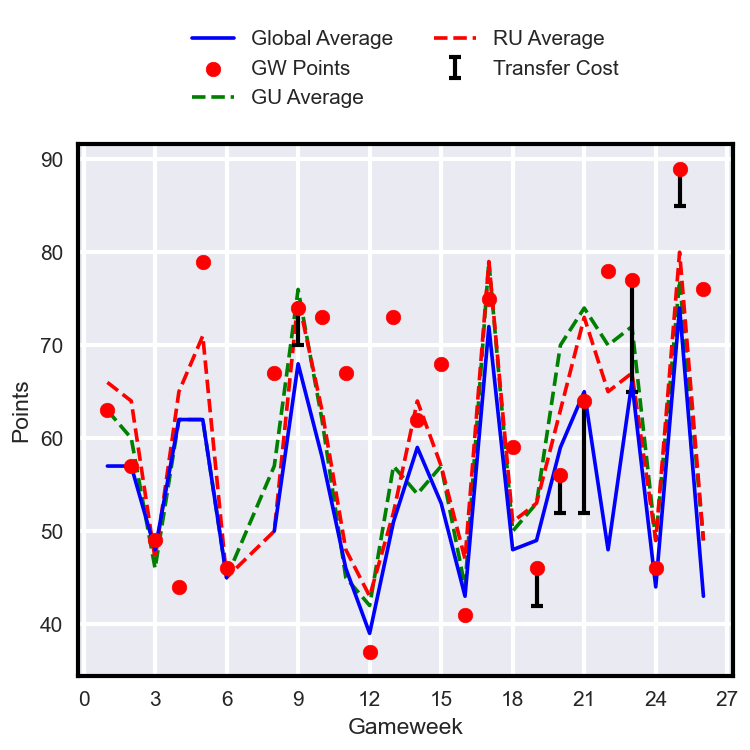 Global Average
GW Points
GU Average
RU Average
Transfer Cost
90
80
70
60
50
40
Points
0 3 6 9 12 15 18 21 24 27
Gameweek